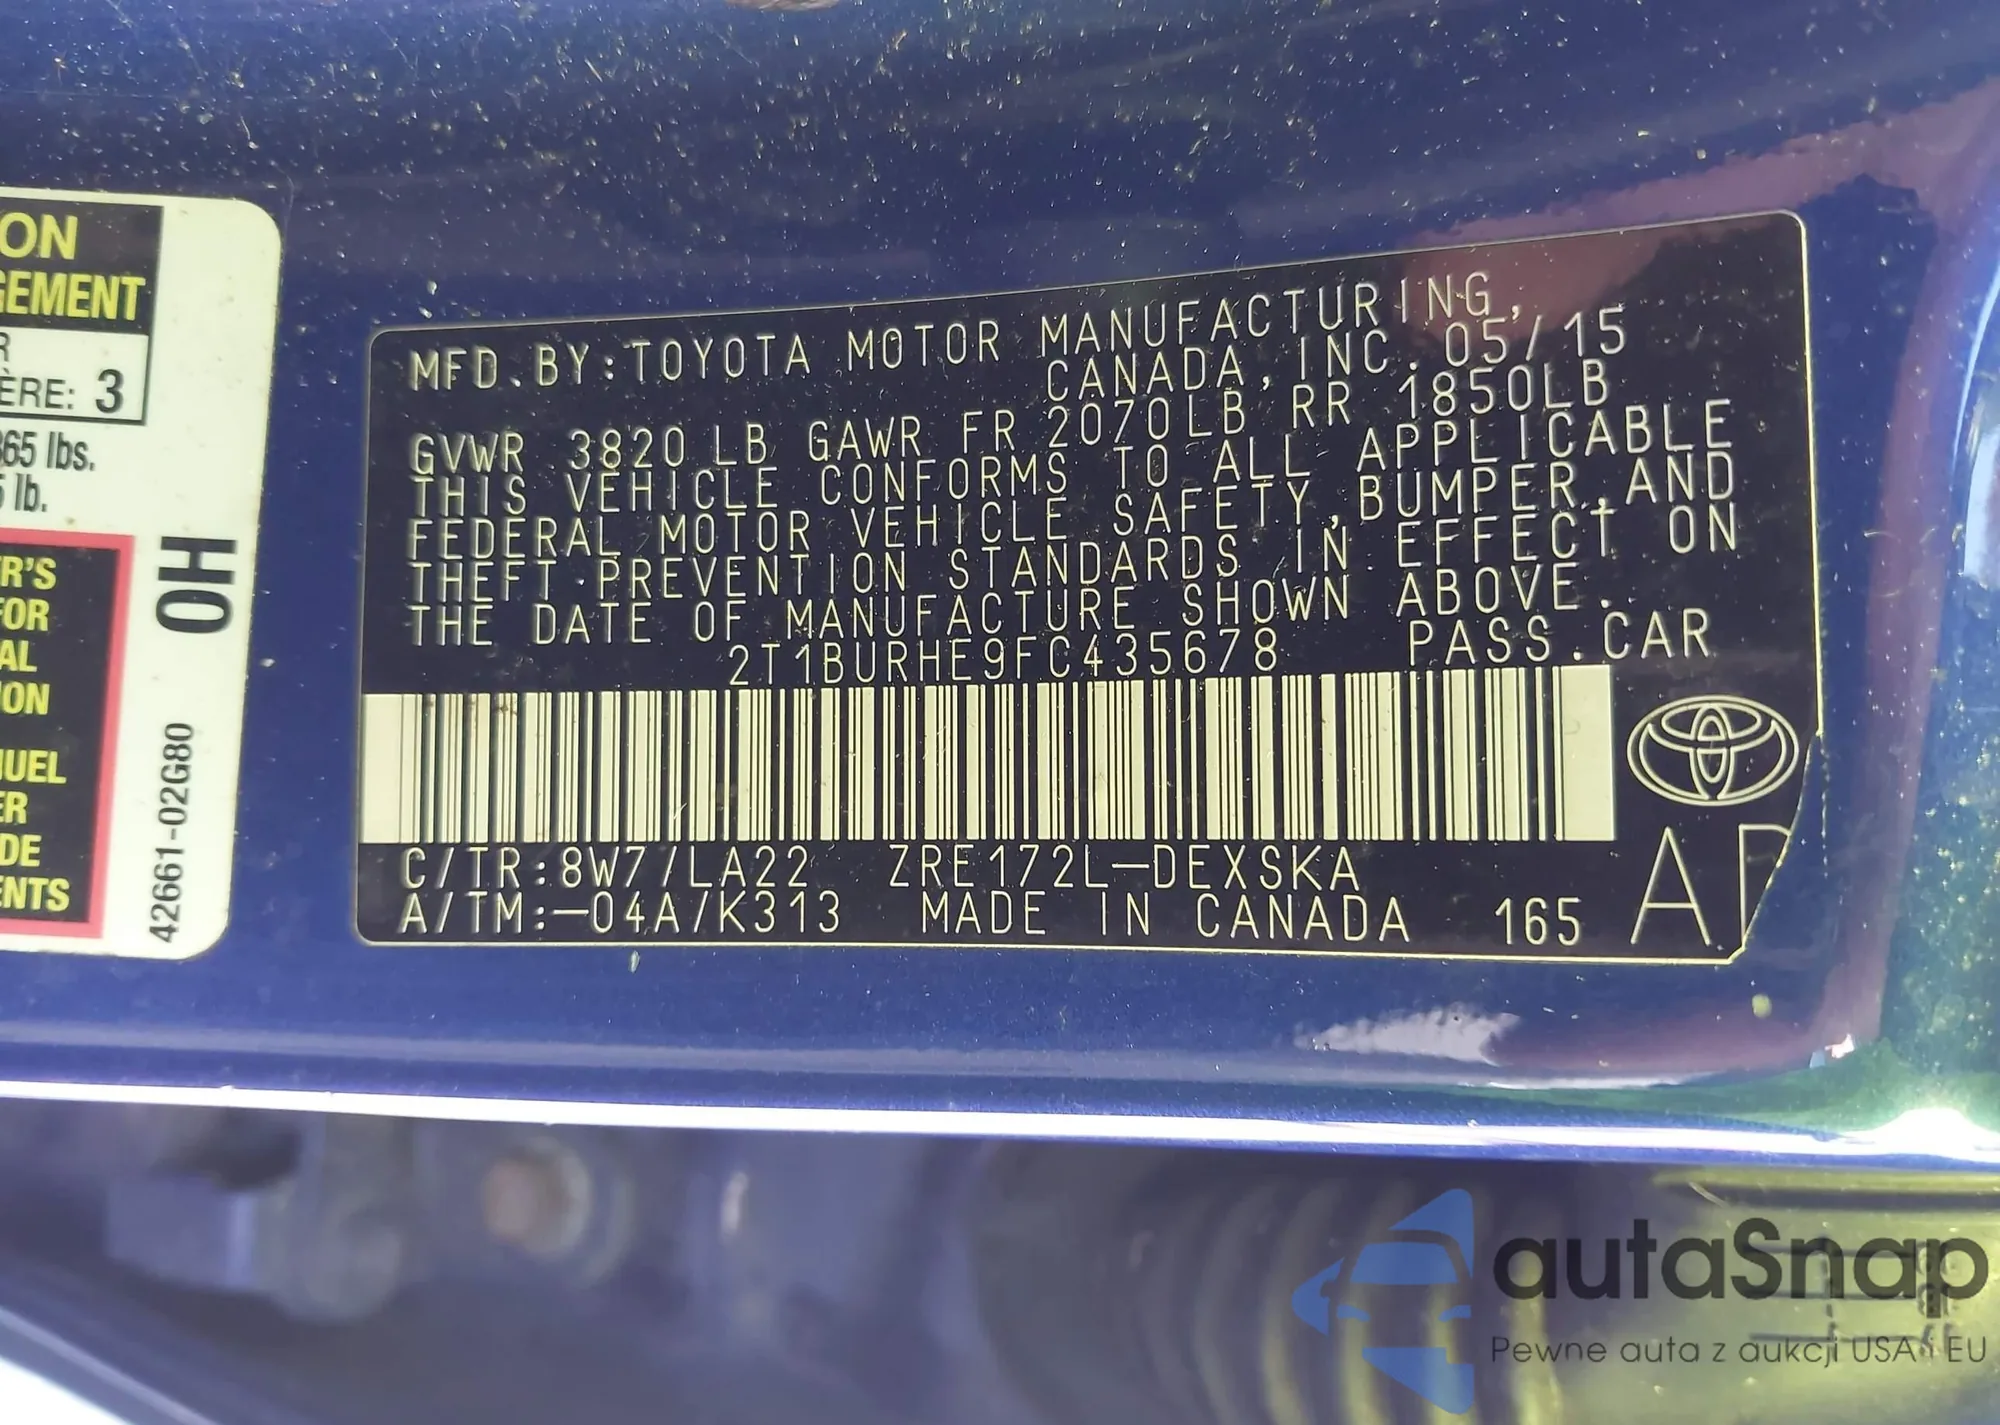 ON
GEMENT
R
ÈRE: 3
365 lbs.
5 lb.
R'S
FOR
AL
ION
UEL
ER
DE
ENTS
OH
42661-02G80
MFD.BY:TOYOTA MOTOR MANUFACTURING,
CANADA,INC. 05/15
GVWR 3820LB GAWR FR 2070LB RR 1850LB
THIS VEHICLE CONFORMS TO ALL APPLICABLE
FEDERAL MOTOR VEHICLE SAFETY,BUMPER,AND
THEFT PREVENTION STANDARDS IN EFFECT ON
THE DATE OF MANUFACTURE SHOWN ABOVE.
2T1BURHE9FC435678 PASS.CAR
C/TR:8W7/LA22 ZRE172L-DEXSKA
A/TM:-04A/K313 MADE IN CANADA 165
A
autaSnap
Pewne auta z aukcji USA i EU